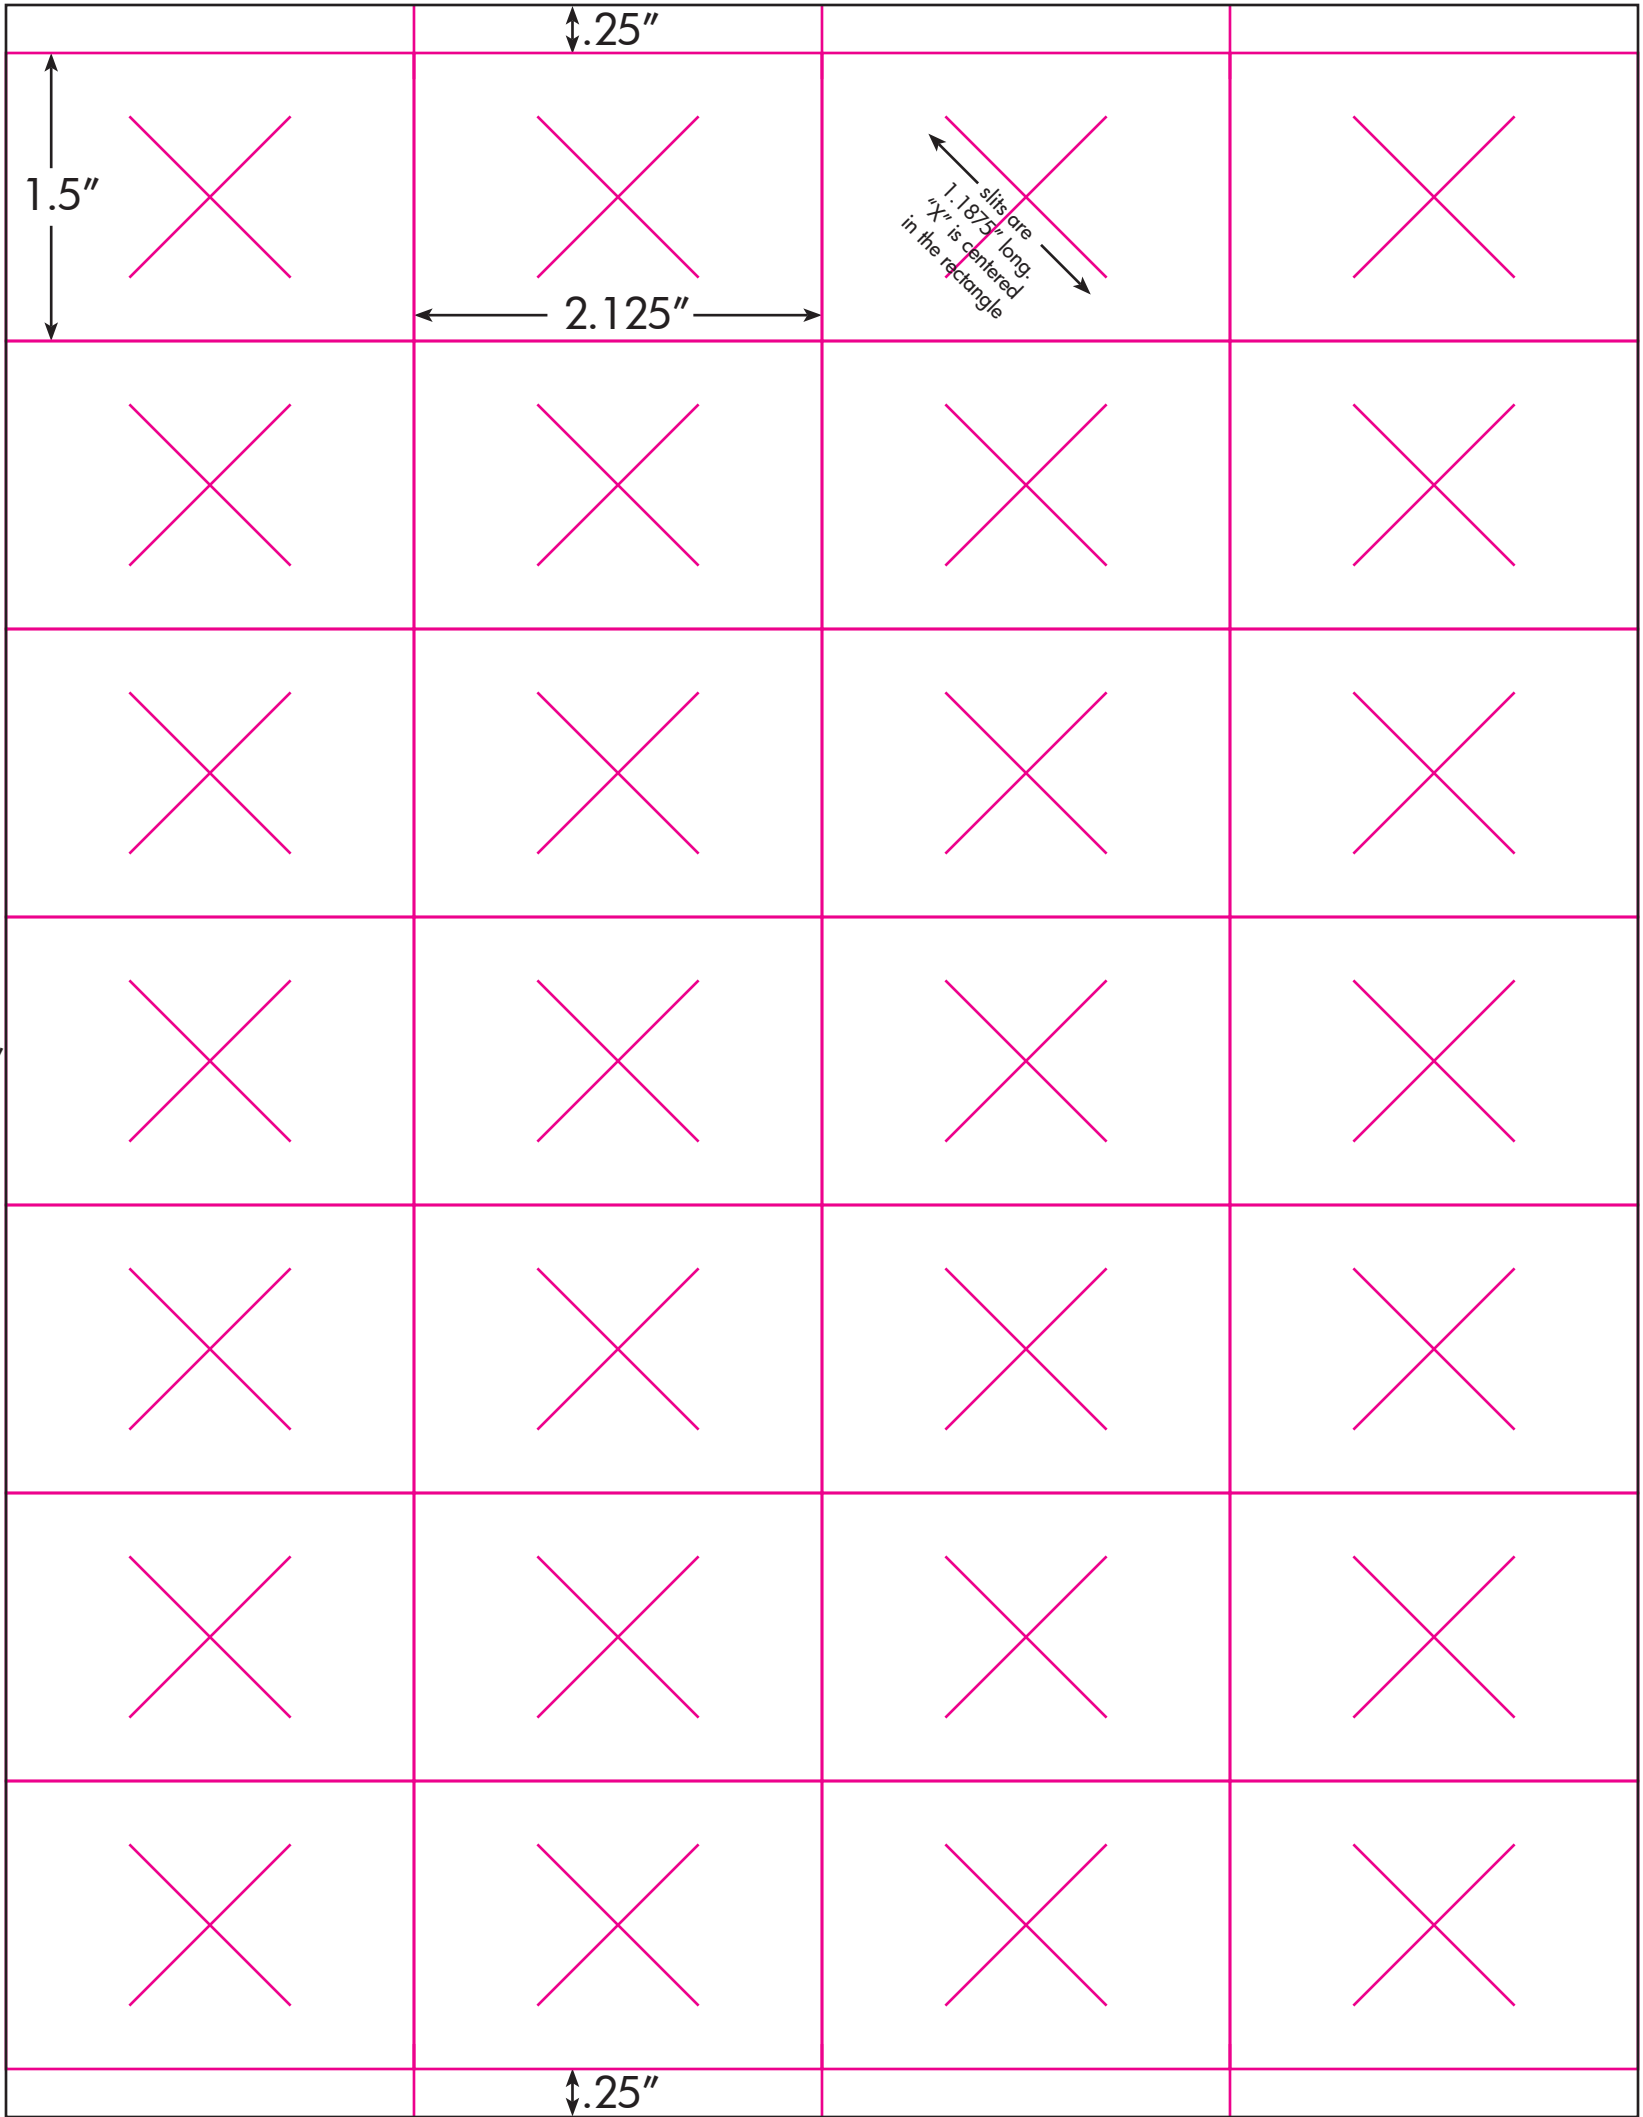 .25″
1.5″
slits are
1.1875″ long.
“X” is centered
in the rectangle
2.125″
.25″